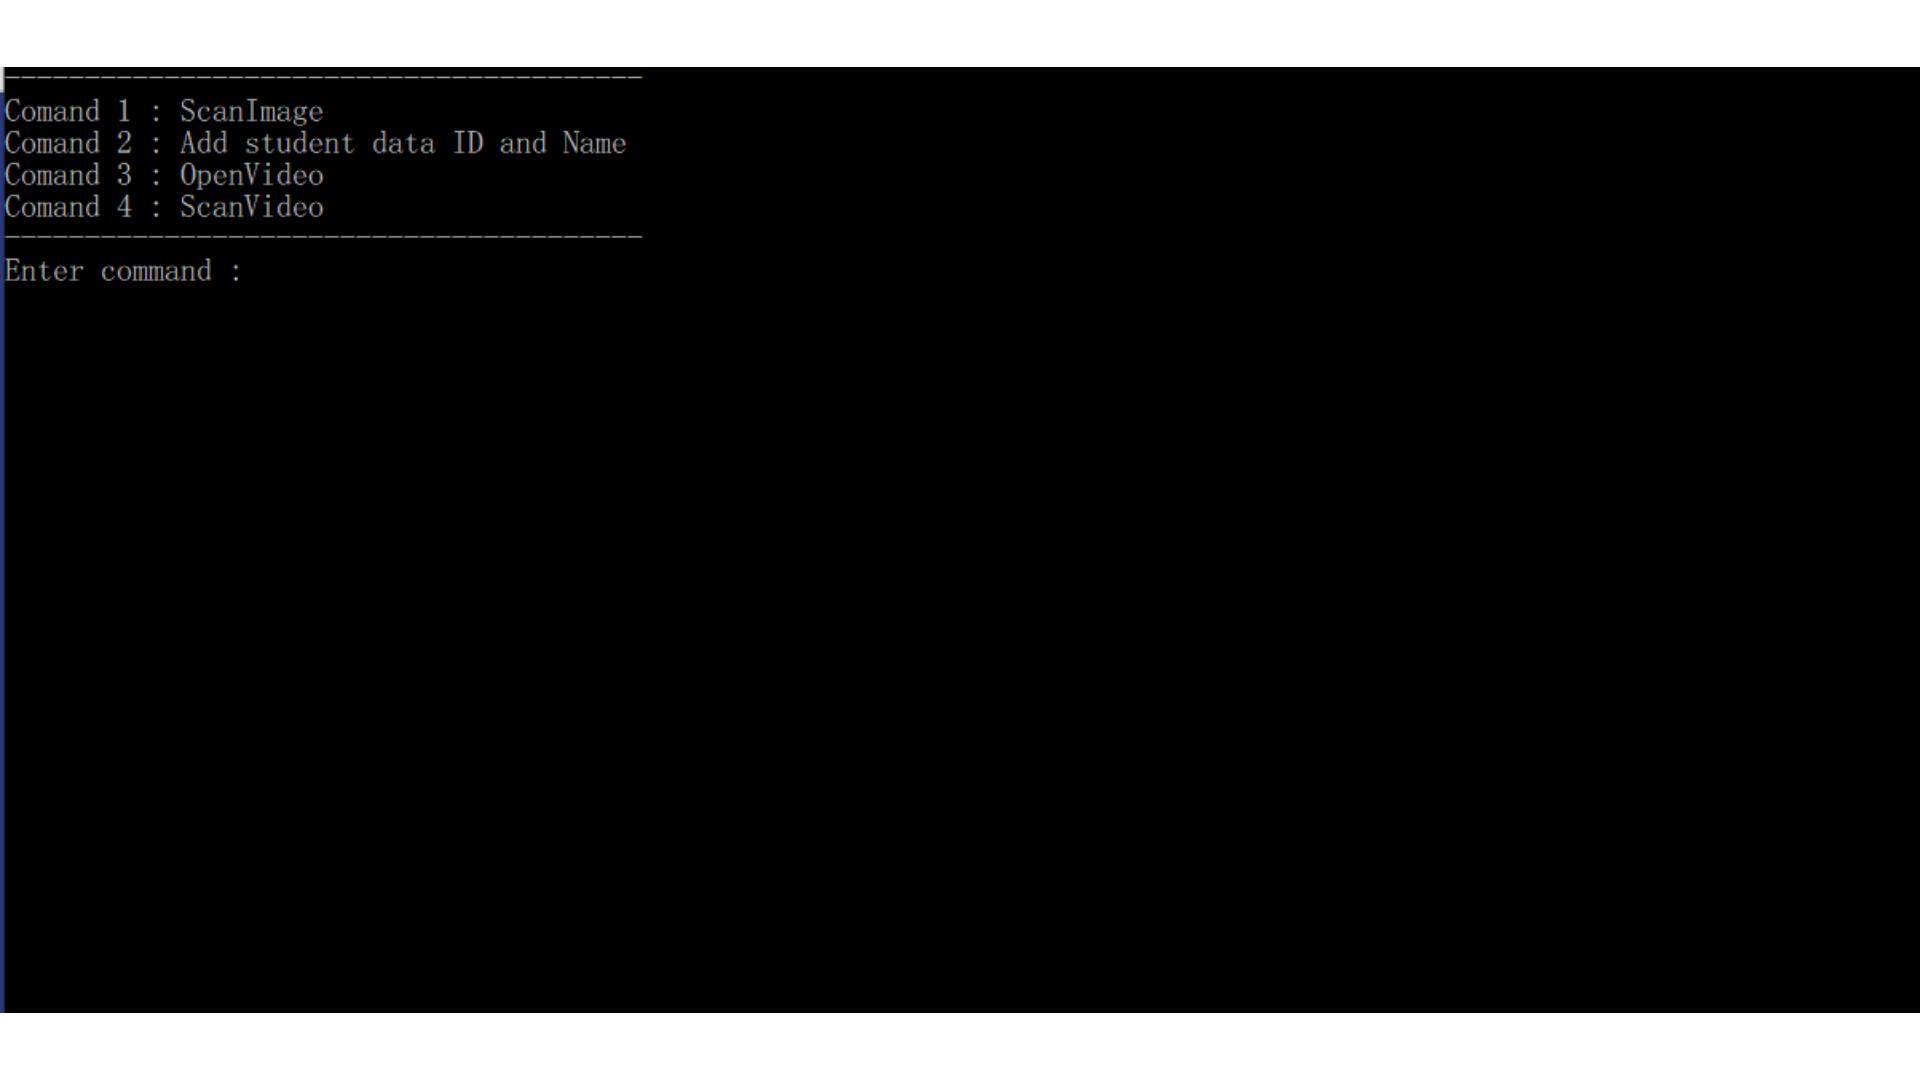 ----------------------------------------
Comand 1 : ScanImage
Comand 2 : Add student data ID and Name
Comand 3 : OpenVideo
Comand 4 : ScanVideo
----------------------------------------
Enter command :